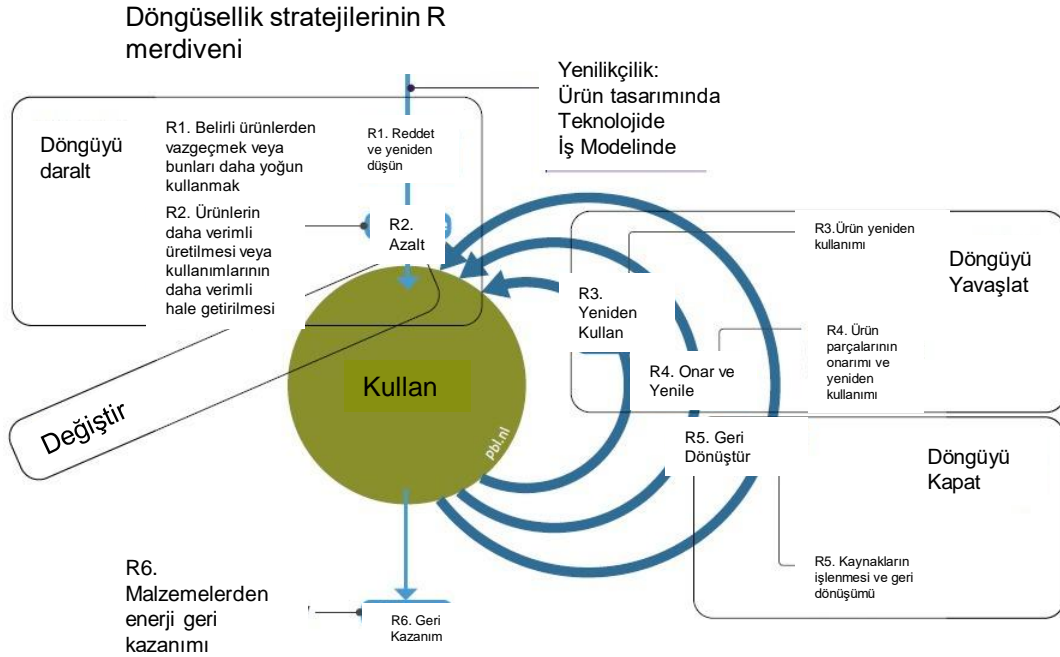 Döngüsellik stratejilerinin R
merdiveni
Yenilikçilik:
Ürün tasarımında
Teknolojide
İş Modelinde
Döngüyü
daralt
R1. Belirli ürünlerden
vazgeçmek veya
bunları daha yoğun
kullanmak
R1. Reddet
ve yeniden
düşün
R2. Ürünlerin
daha verimli
üretilmesi veya
kullanımlarının
daha verimli
hale getirilmesi
R2.
Azalt
R3.Ürün yeniden
kullanımı
Döngüyü
Yavaşlat
R3.
Yeniden
Kullan
R4. Ürün
parçalarının
onarımı ve
yeniden
kullanımı
R4. Onar ve
Yenile
Kullan
Değiştir
pbl.nl
R5. Geri
Dönüştür
Döngüyü
Kapat
R5. Kaynakların
işlenmesi ve geri
dönüşümü
R6.
Malzemelerden
enerji geri
kazanımı
R6. Geri
Kazanım